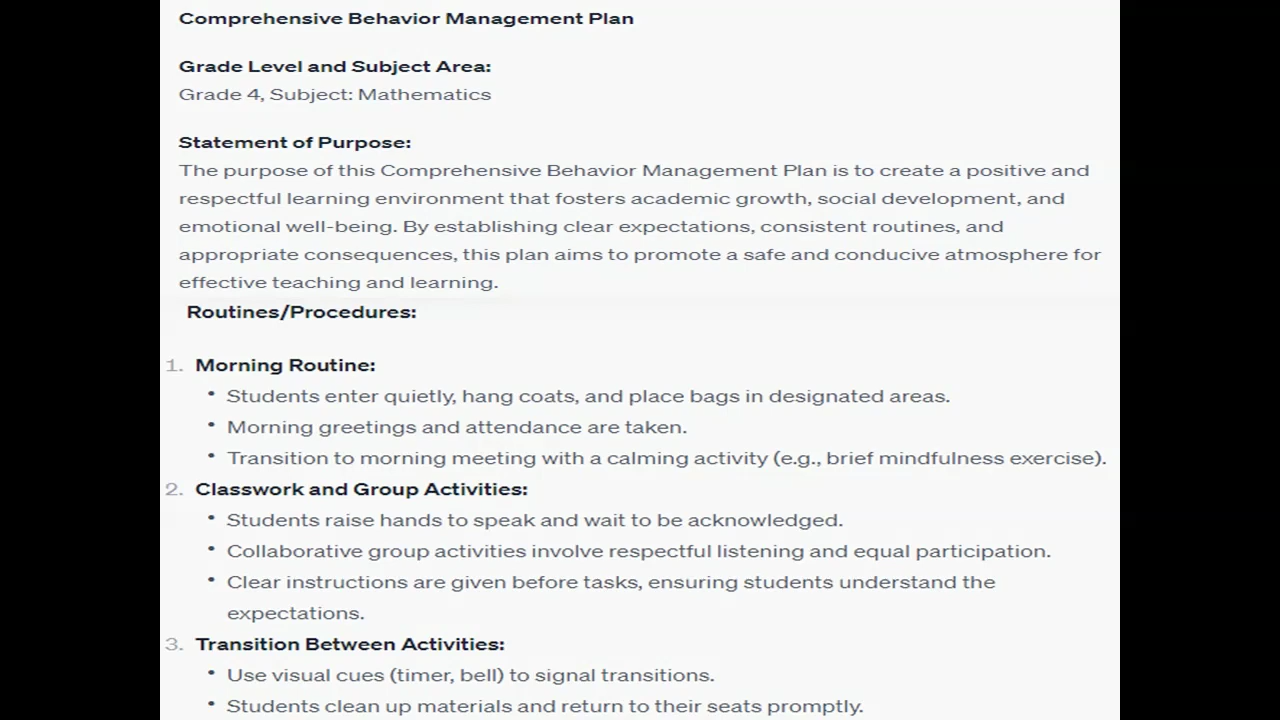 Comprehensive Behavior Management Plan
Grade Level and Subject Area:
Grade 4, Subject: Mathematics
Statement of Purpose:
The purpose of this Comprehensive Behavior Management Plan is to create a positive and
respectful learning environment that fosters academic growth, social development, and
emotional well-being. By establishing clear expectations, consistent routines, and
appropriate consequences, this plan aims to promote a safe and conducive atmosphere for
effective teaching and learning.
Routines/Procedures:
1. Morning Routine:
• Students enter quietly, hang coats, and place bags in designated areas.
• Morning greetings and attendance are taken.
• Transition to morning meeting with a calming activity (e.g., brief mindfulness exercise).
2. Classwork and Group Activities:
• Students raise hands to speak and wait to be acknowledged.
• Collaborative group activities involve respectful listening and equal participation.
• Clear instructions are given before tasks, ensuring students understand the
expectations.
3. Transition Between Activities:
• Use visual cues (timer, bell) to signal transitions.
• Students clean up materials and return to their seats promptly.